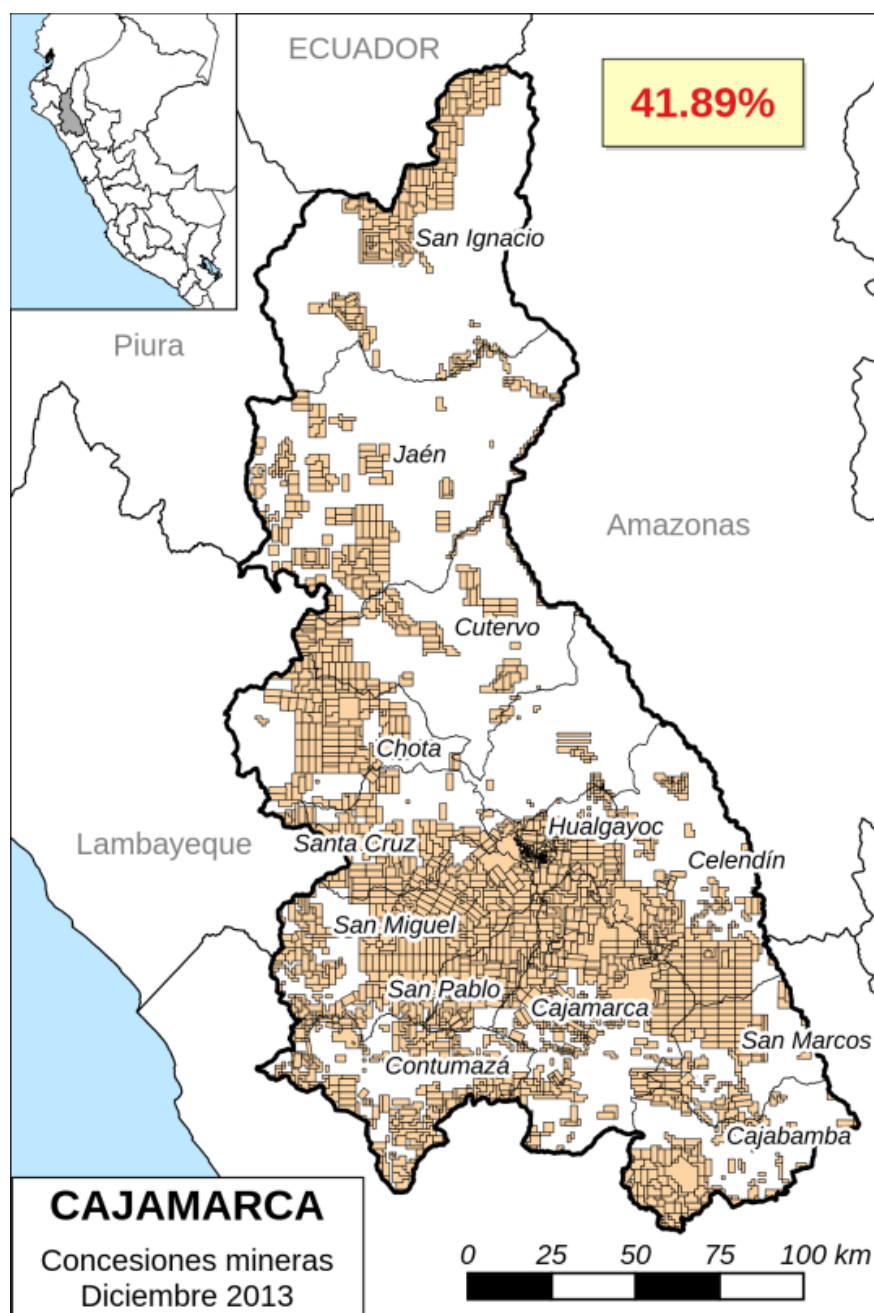 ECUADOR
41.89%
San Ignacio
Piura
Jaén
Amazonas
Cutervo
Chota
Hualgayoc
Santa Cruz
Lambayeque
Celendín
San Miguel
San Pablo
Cajamarca
San Marcos
Contumazá
Cajabamba
CAJAMARCA
Concesiones mineras
Diciembre 2013
0 25 50 75 100 km